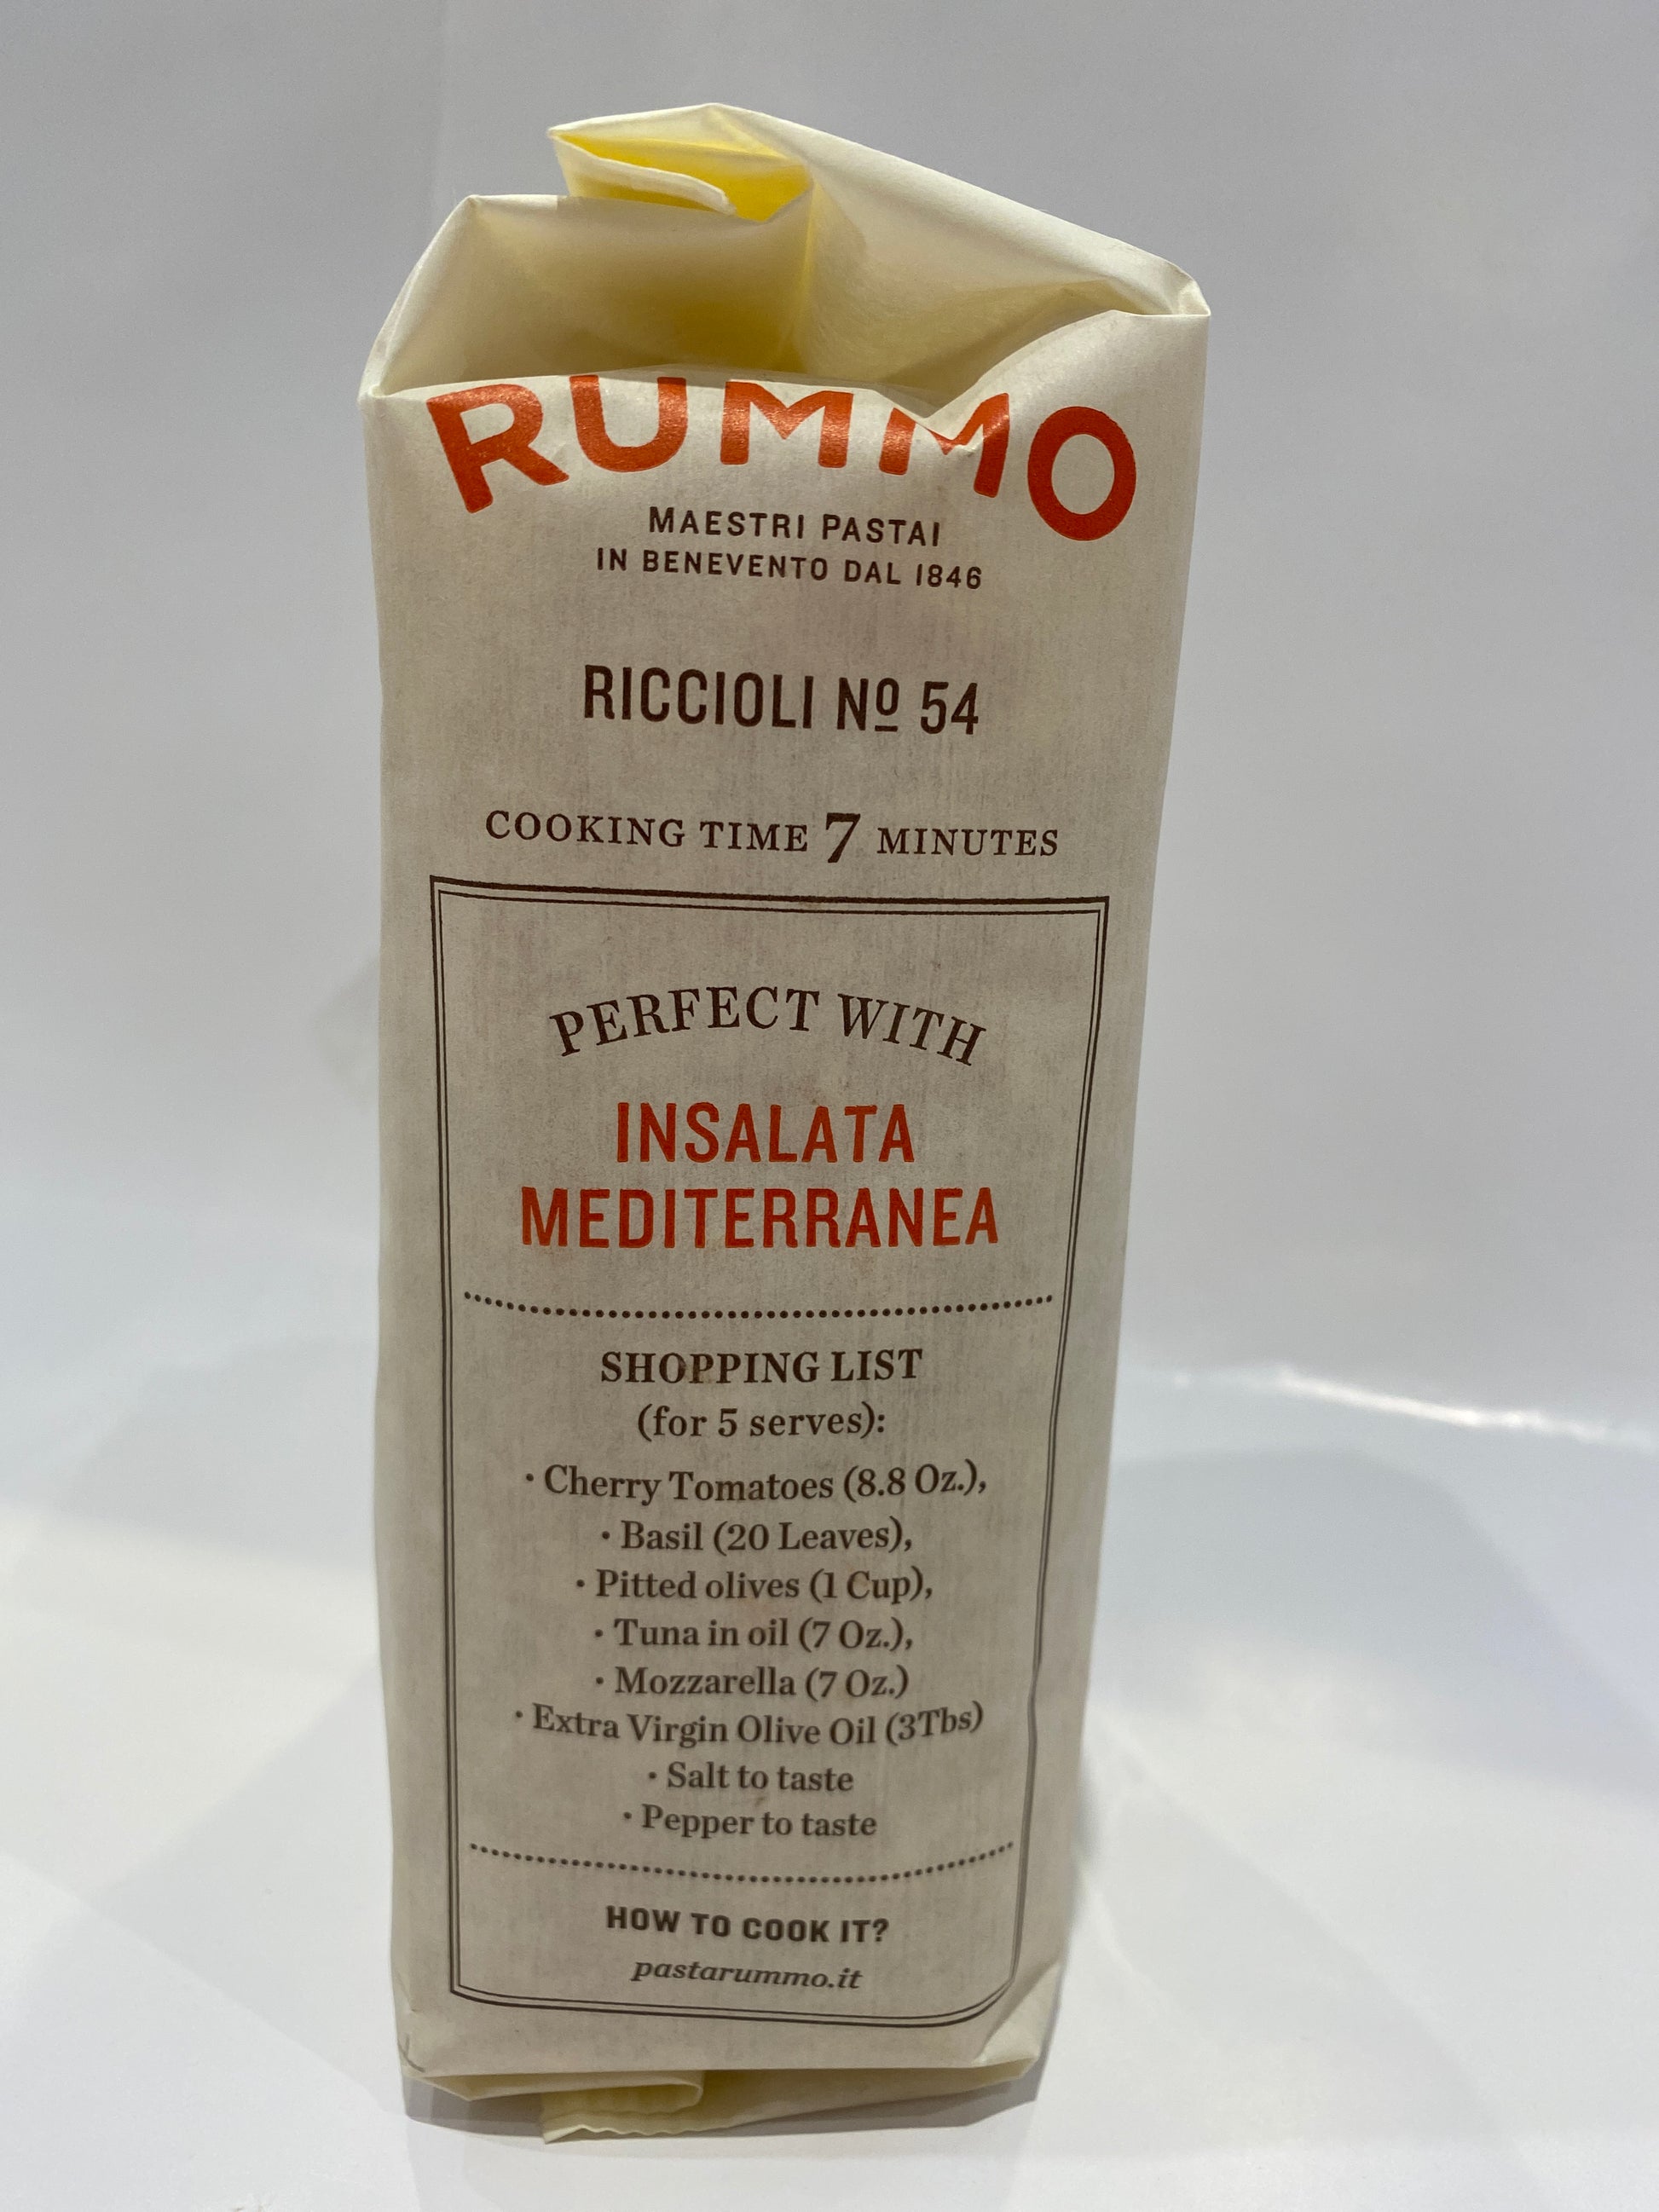 RUMMO
MAESTRI PASTAI
IN BENEVENTO DAL 1846
RICCIOLI Nº 54
COOKING TIME 7 MINUTES
PERFECT WITH
INSALATA
MEDITERRANEA
SHOPPING LIST
(for 5 serves):
• Cherry Tomatoes (8.8 Oz.),
• Basil (20 Leaves),
• Pitted olives (1 Cup),
• Tuna in oil (7 Oz.),
• Mozzarella (7 Oz.)
• Extra Virgin Olive Oil (3Tbs)
• Salt to taste
• Pepper to taste
HOW TO COOK IT?
pastarummo.it